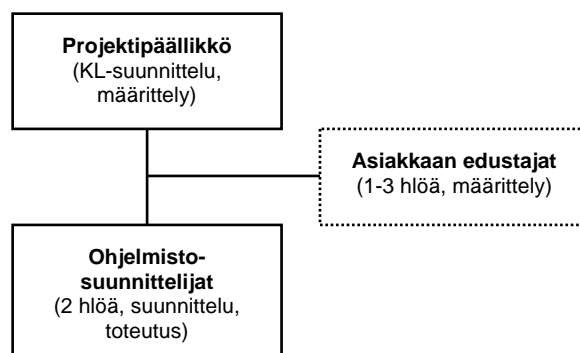 Projektipäällikkö
(KL-suunnittelu,
määrittely)
Asiakkaan edustajat
(1-3 hlöä, määrittely)
Ohjelmisto-
suunnittelijat
(2 hlöä, suunnittelu,
toteutus)